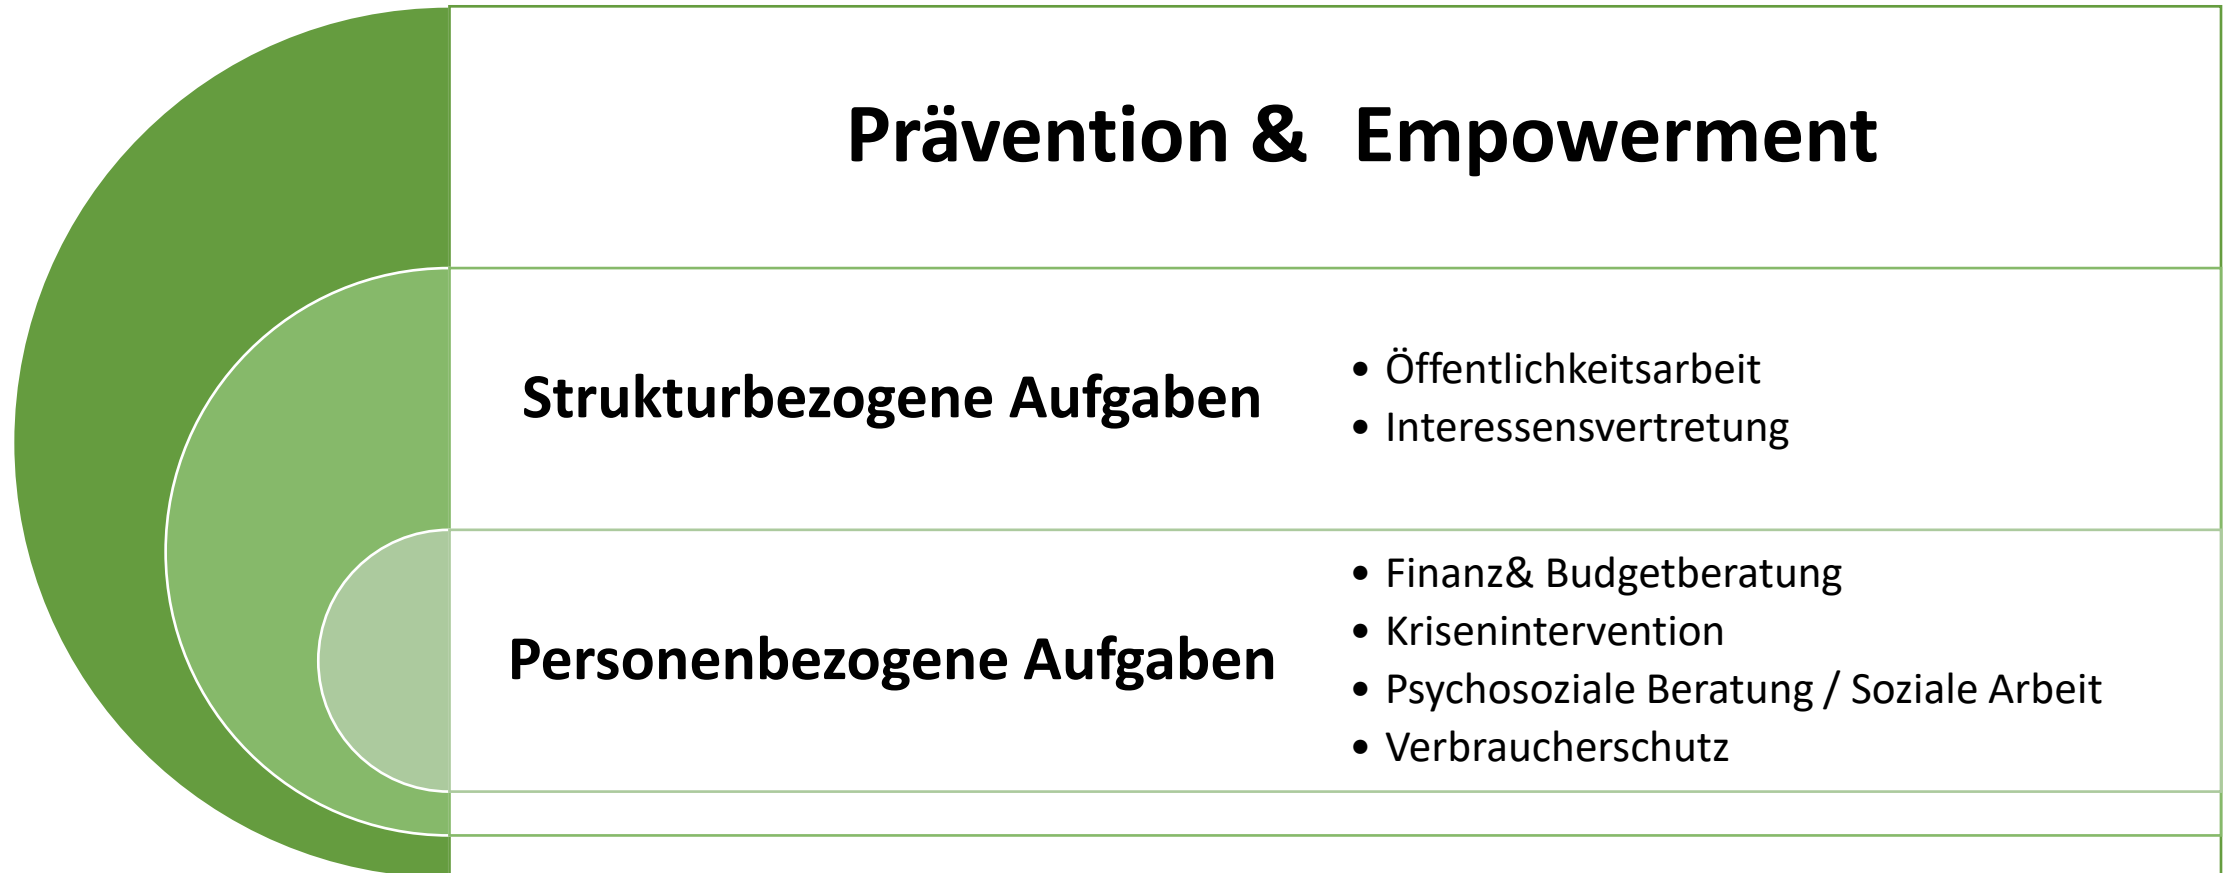 Prävention & Empowerment
Strukturbezogene Aufgaben
• Öffentlichkeitsarbeit
• Interessensvertretung
Personenbezogene Aufgaben
• Finanz& Budgetberatung
• Krisenintervention
• Psychosoziale Beratung / Soziale Arbeit
• Verbraucherschutz